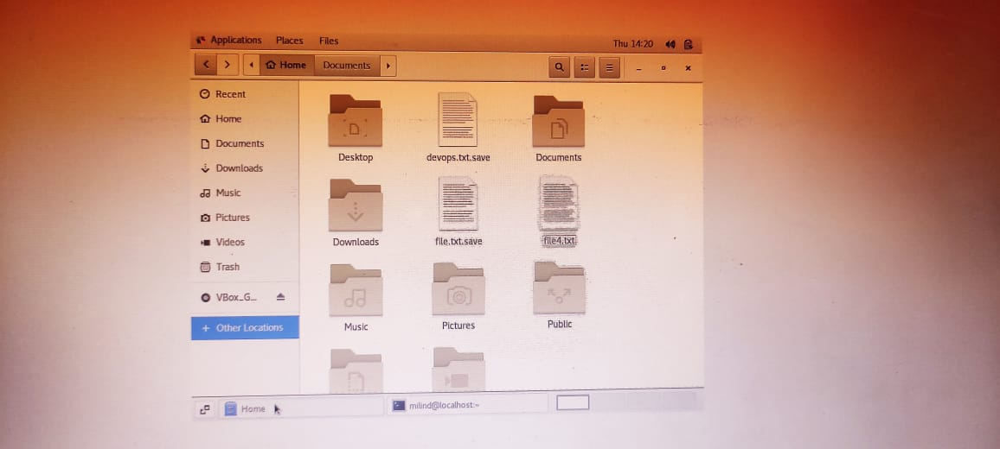 Applications Places Files Thu 14:20
Home Documents
Recent
Home
Documents
Downloads
Music
Pictures
Videos
Trash
VBox_G...
Other Locations
Desktop devops.txt.save Documents
Downloads file.txt.save file4.txt
Music Pictures Public
Home milind@localhost:~